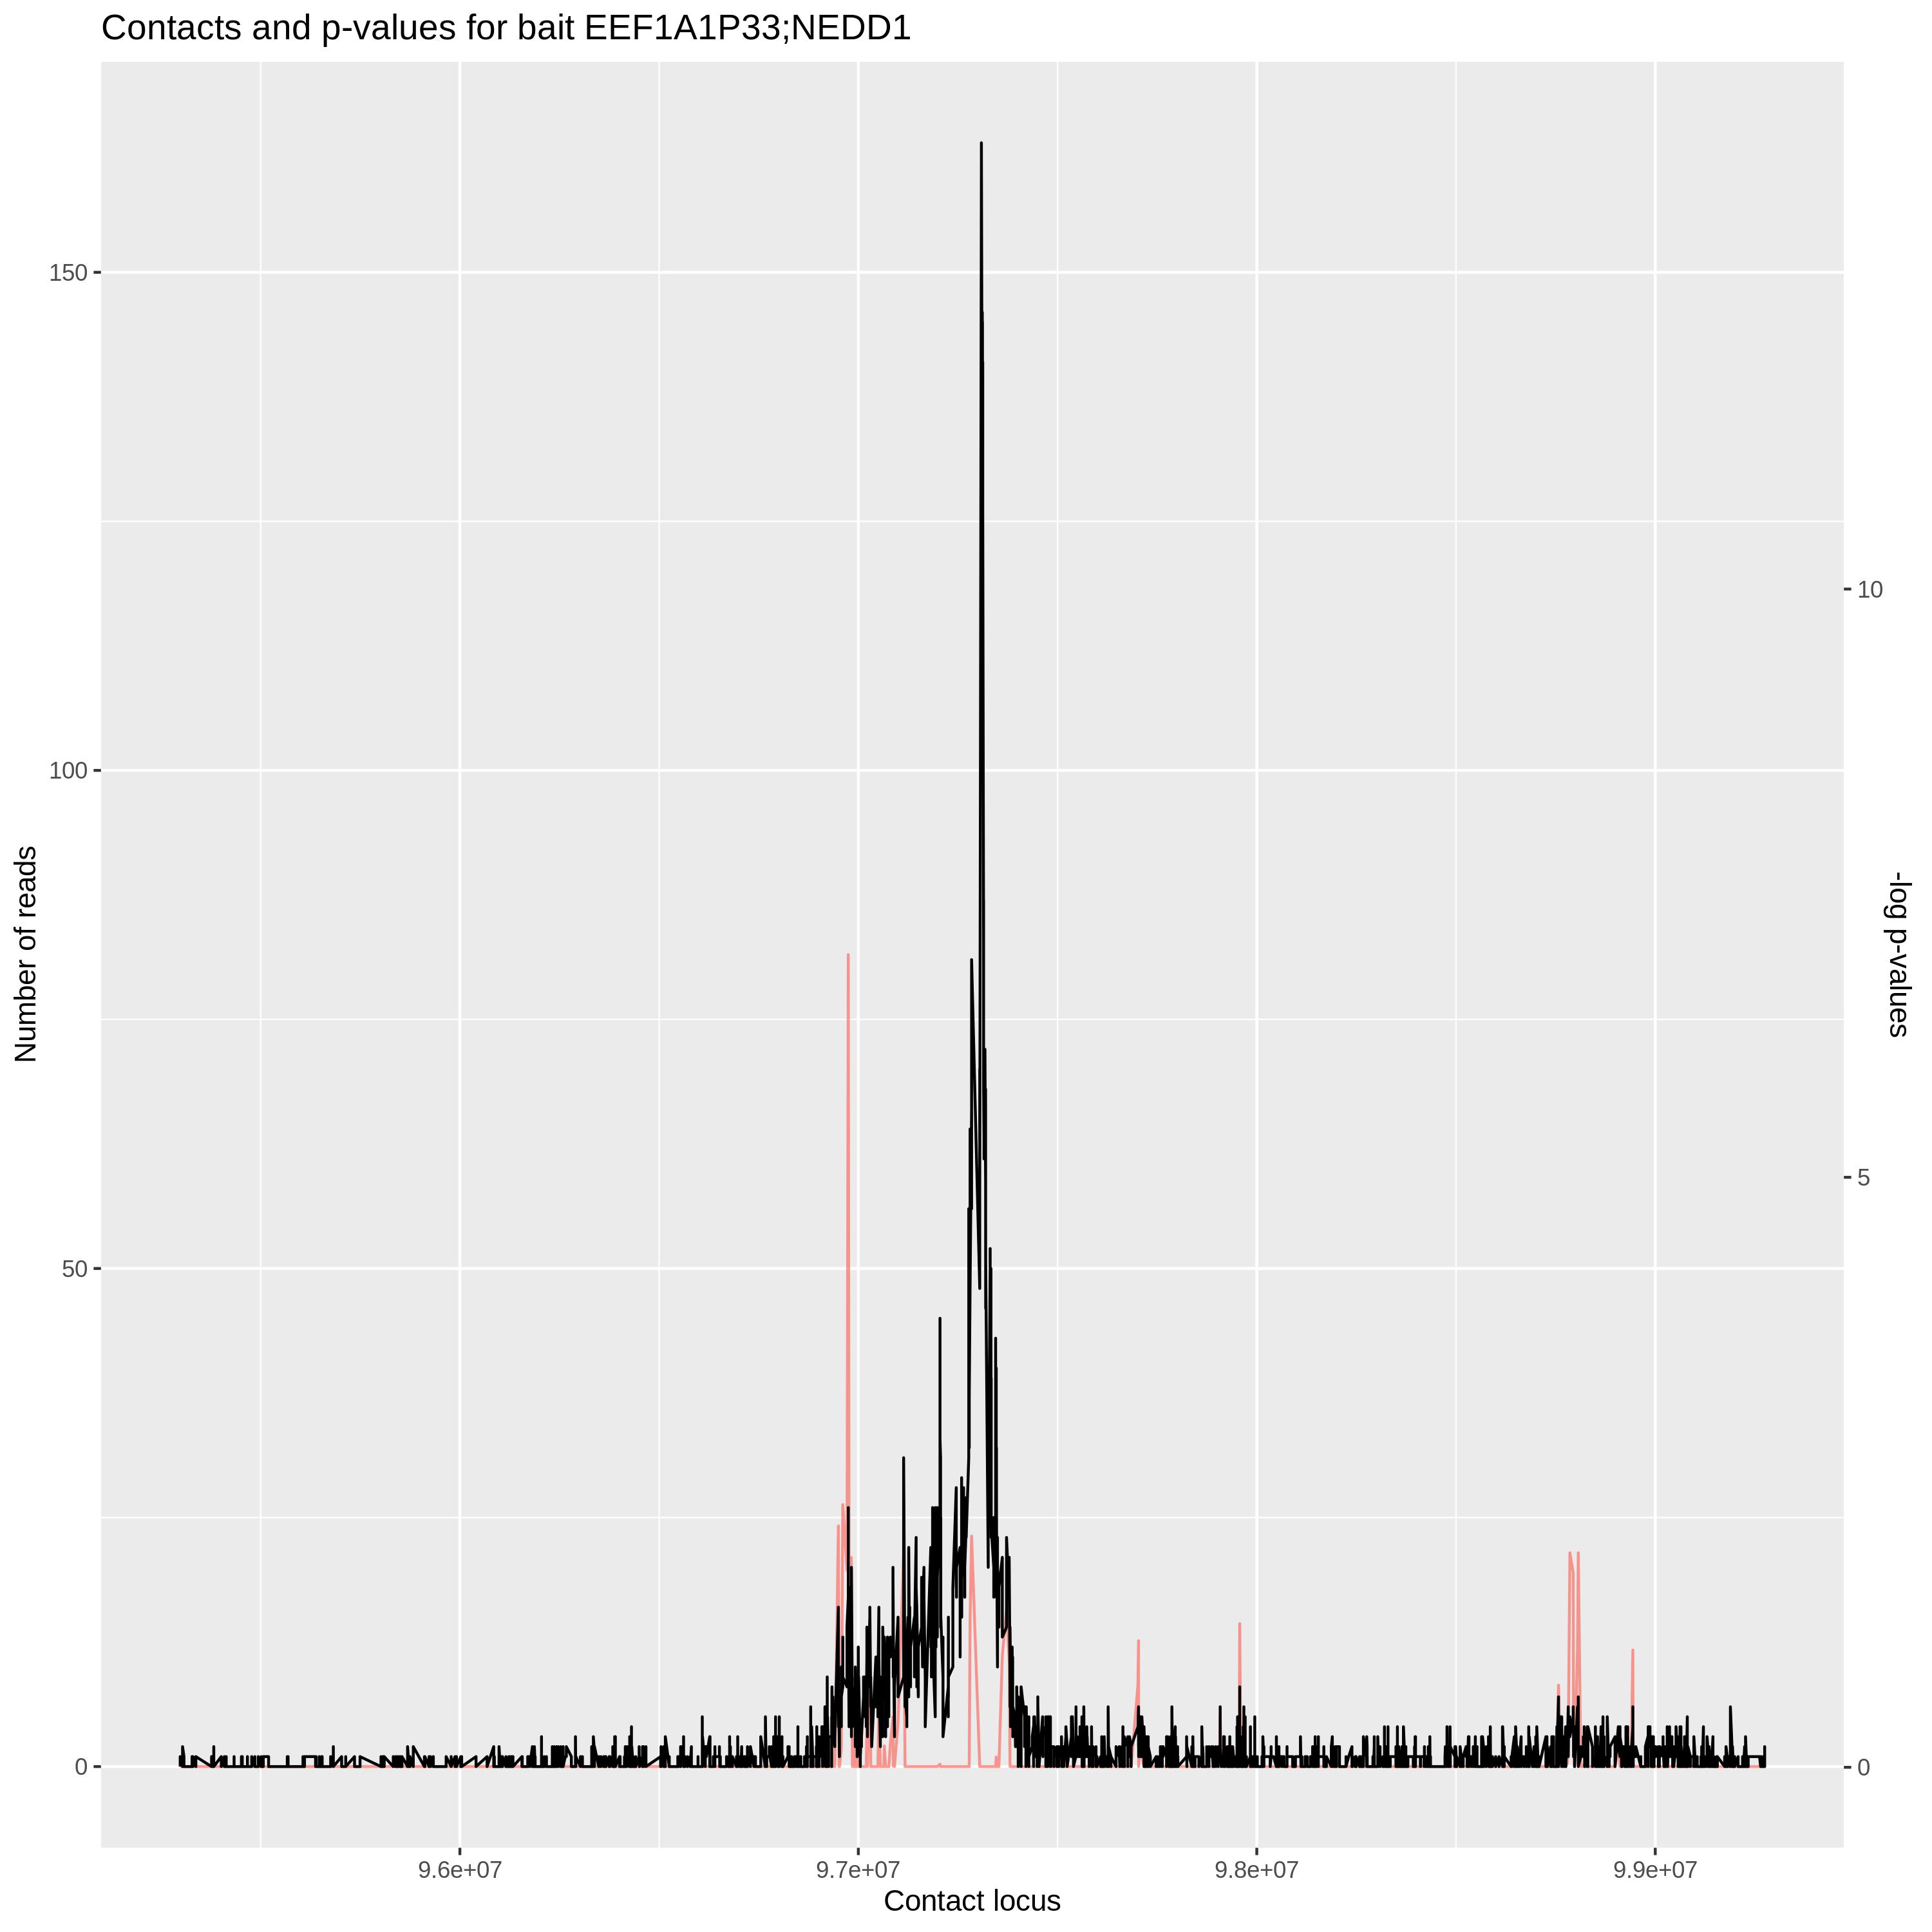 Contacts and p-values for bait EEF1A1P33;NEDD1
150
100
50
0
Number of reads
10
5
0
-log p-values
9.6e+07
9.7e+07
9.8e+07
9.9e+07
Contact locus